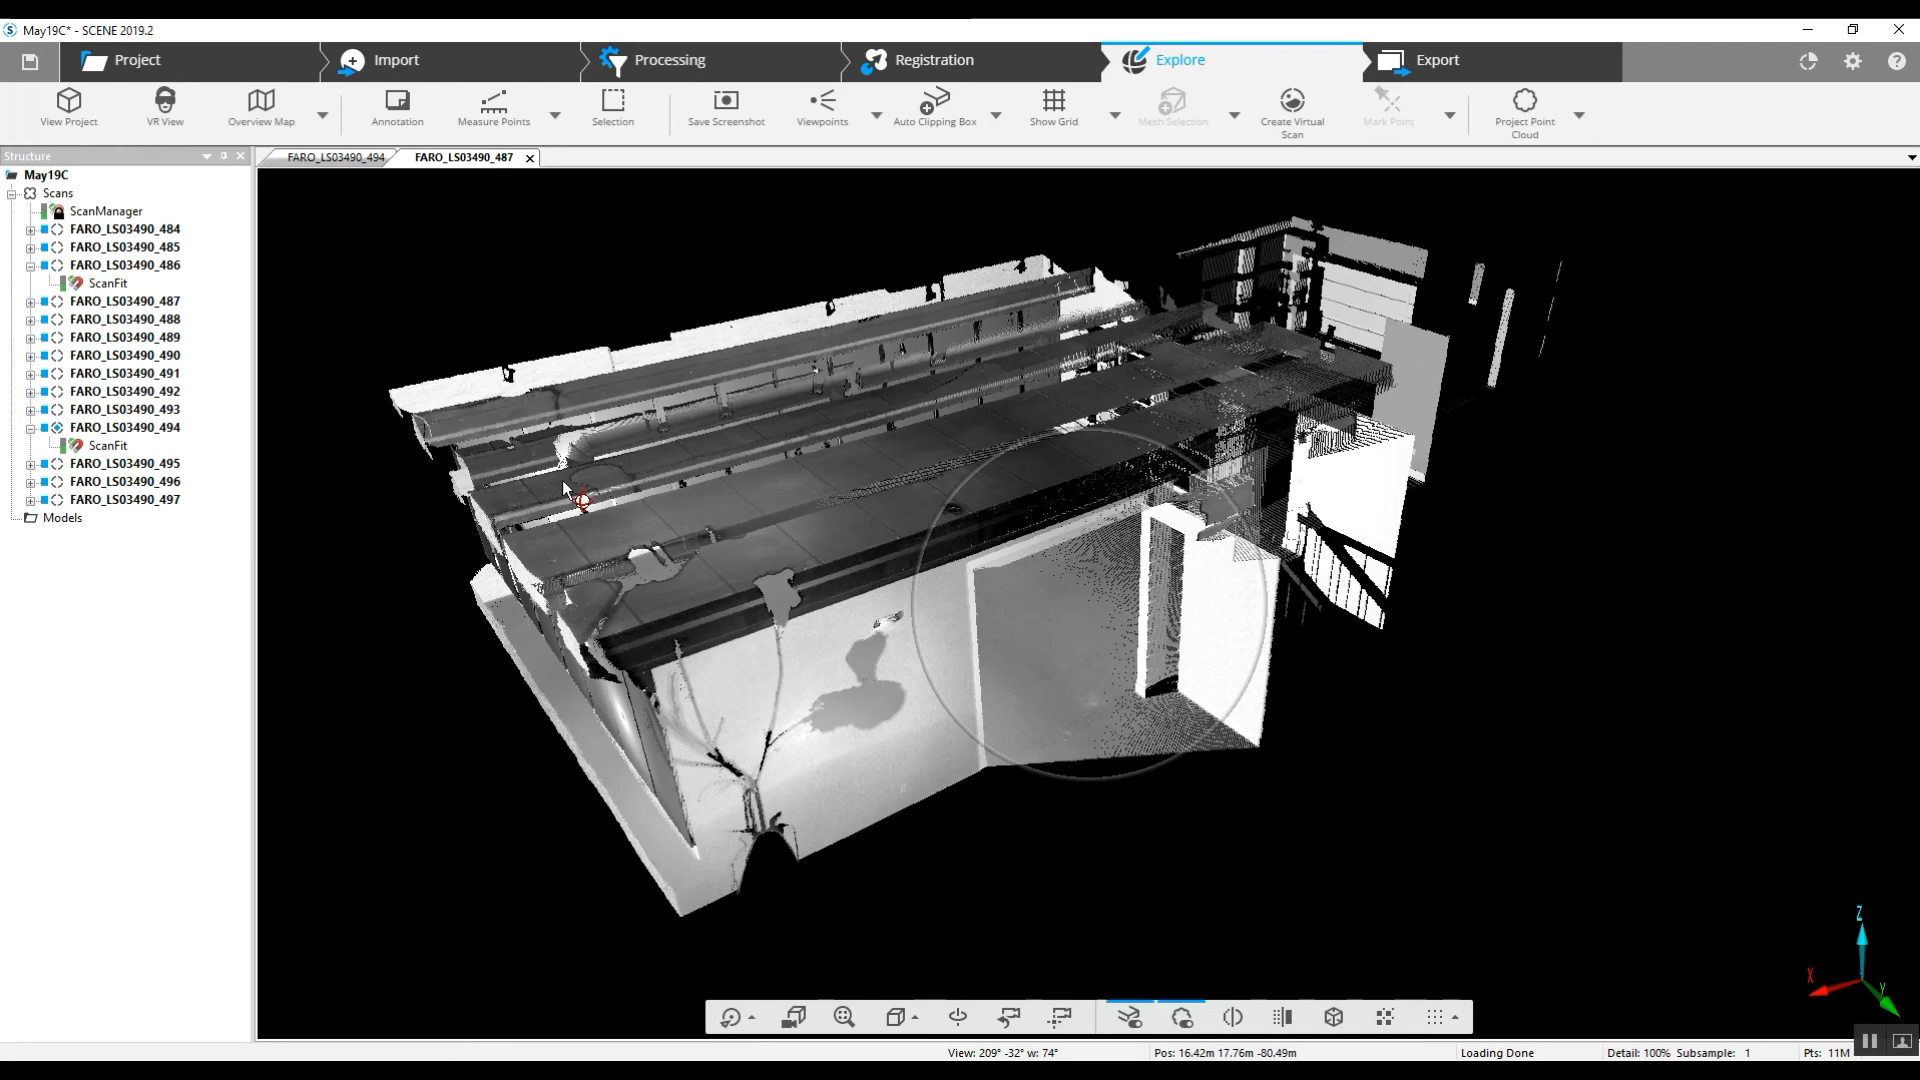 May19C* - SCENE 2019.2
Project
Import
Processing
Registration
Explore
Export
View Project
VR View
Overview Map
Annotation
Measure Points
Selection
Save Screenshot
Viewpoints
Auto Clipping Box
Show Grid
Mesh Selection
Create Virtual
Scan
Mark Point
Project Point
Cloud
Structure
FARO_LS03490_494
FARO_LS03490_487
May19C
Scans
ScanManager
FARO_LS03490_484
FARO_LS03490_485
FARO_LS03490_486
ScanFit
FARO_LS03490_487
FARO_LS03490_488
FARO_LS03490_489
FARO_LS03490_490
FARO_LS03490_491
FARO_LS03490_492
FARO_LS03490_493
FARO_LS03490_494
ScanFit
FARO_LS03490_495
FARO_LS03490_496
FARO_LS03490_497
Models
Z
X
Y
View: 209° -32° w: 74°
Pos: 16.42m 17.76m -80.49m
Loading Done
Detail: 100% Subsample: 1
Pts: 11M